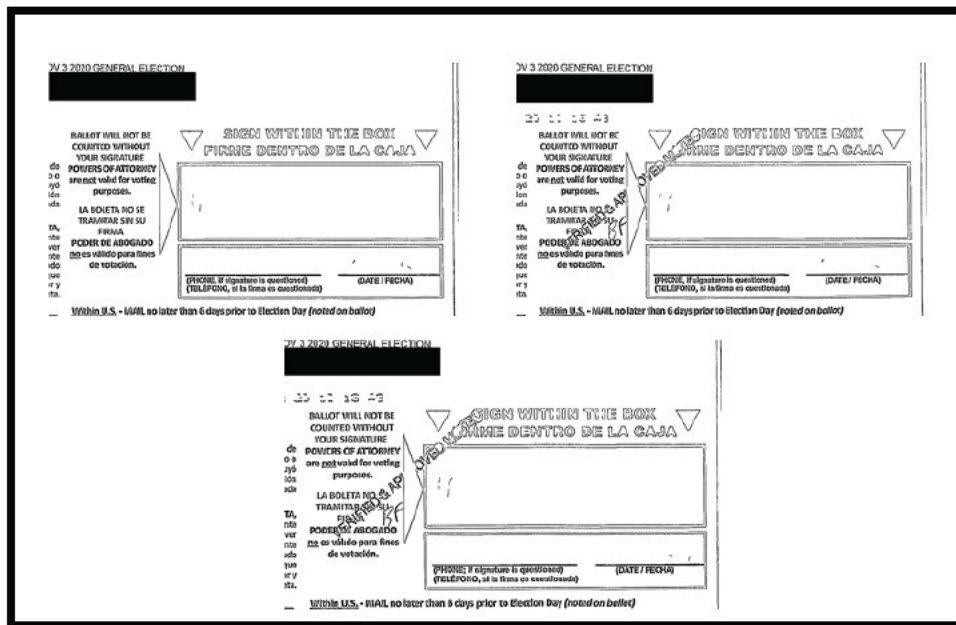 OV 3 2020 GENERAL ELECTION
BALLOT WILL NOT BE
COUNTED WITHOUT
YOUR SIGNATURE
POWERS OF ATTORNEY
are not valid for voting
purposes.
LA BOLETA NO SE
TRAMITAR SIN SU
FIRMA
PODER DE ABOGADO
no es válido para fines
de votación.
SIGN WITHIN THE BOX
FIRME DENTRO DE LA CAJA
(PHONE, if signature is questioned)
(TELÉFONO, si la firma es cuestionada)
(DATE / FECHA)
Within U.S. - MAIL no later than 6 days prior to Election Day (noted on ballot)
OV 3 2020 GENERAL ELECTION
BALLOT WILL NOT BE
COUNTED WITHOUT
YOUR SIGNATURE
POWERS OF ATTORNEY
are not valid for voting
purposes.
LA BOLETA NO SE
TRAMITAR SIN SU
FIRMA
PODER DE ABOGADO
no es válido para fines
de votación.
VERIFIED & APPROVED
BF
SIGN WITHIN THE BOX
FIRME DENTRO DE LA CAJA
(PHONE, if signature is questioned)
(TELÉFONO, si la firma es cuestionada)
(DATE / FECHA)
Within U.S. - MAIL no later than 6 days prior to Election Day (noted on ballot)
OV 3 2020 GENERAL ELECTION
BALLOT WILL NOT BE
COUNTED WITHOUT
YOUR SIGNATURE
POWERS OF ATTORNEY
are not valid for voting
purposes.
LA BOLETA NO SE
TRAMITAR SIN SU
FIRMA
PODER DE ABOGADO
no es válido para fines
de votación.
VERIFIED & APPROVED
BF
SIGN WITHIN THE BOX
FIRME DENTRO DE LA CAJA
(PHONE, if signature is questioned)
(TELÉFONO, si la firma es cuestionada)
(DATE / FECHA)
Within U.S. - MAIL no later than 6 days prior to Election Day (noted on ballot)